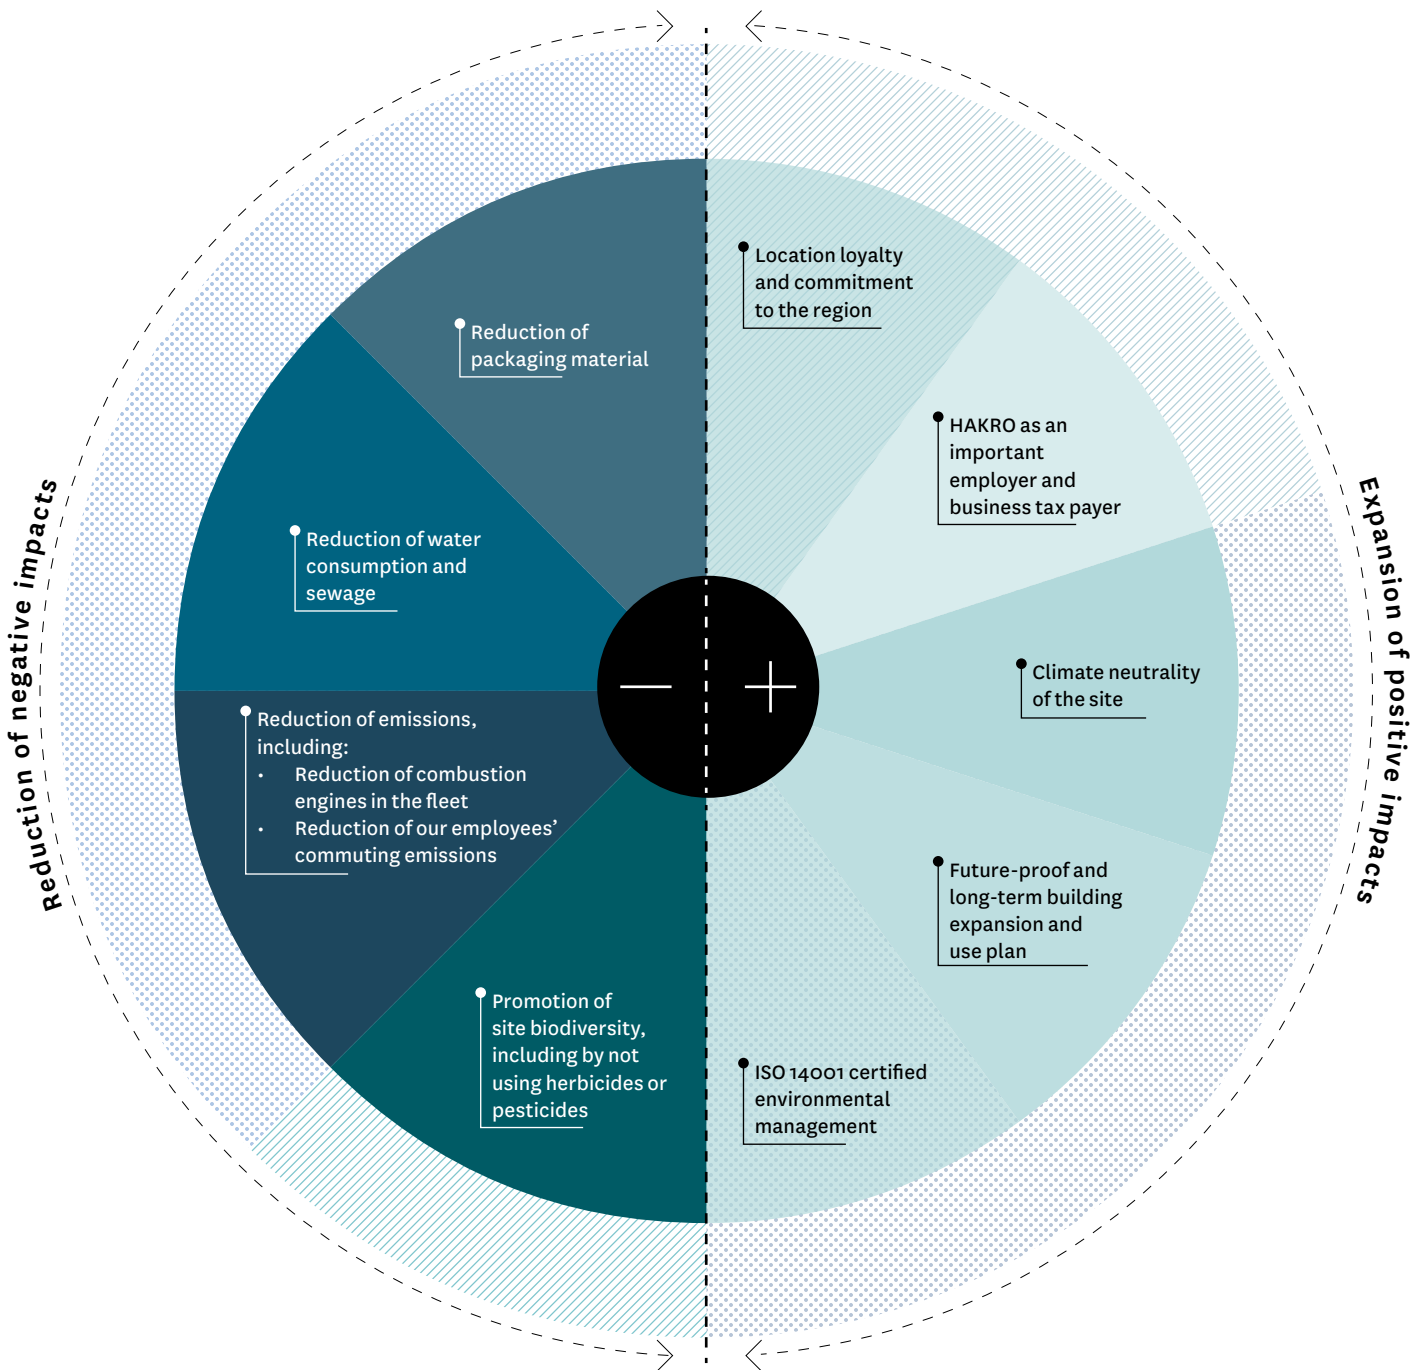 Reduction of negative impacts
Reduction of
packaging material
Reduction of water
consumption and
sewage
Reduction of emissions,
including:
• Reduction of combustion
engines in the fleet
• Reduction of our employees’
commuting emissions
Promotion of
site biodiversity,
including by not
using herbicides or
pesticides
Location loyalty
and commitment
to the region
HAKRO as an
important
employer and
business tax payer
Climate neutrality
of the site
Future-proof and
long-term building
expansion and
use plan
ISO 14001 certified
environmental
management
Expansion of positive impacts